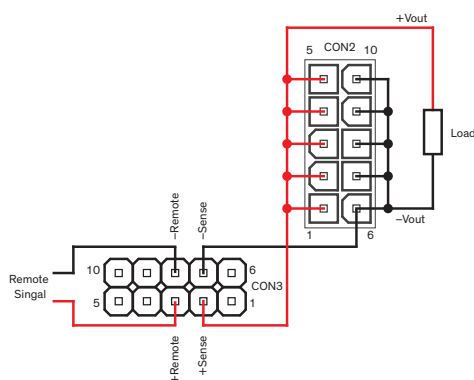 +Vout
5 CON2 10
Load
1 6 −Vout
−Remote
−Sense
Remote
Singal
10 6
CON3
5 1
+Remote
+Sense